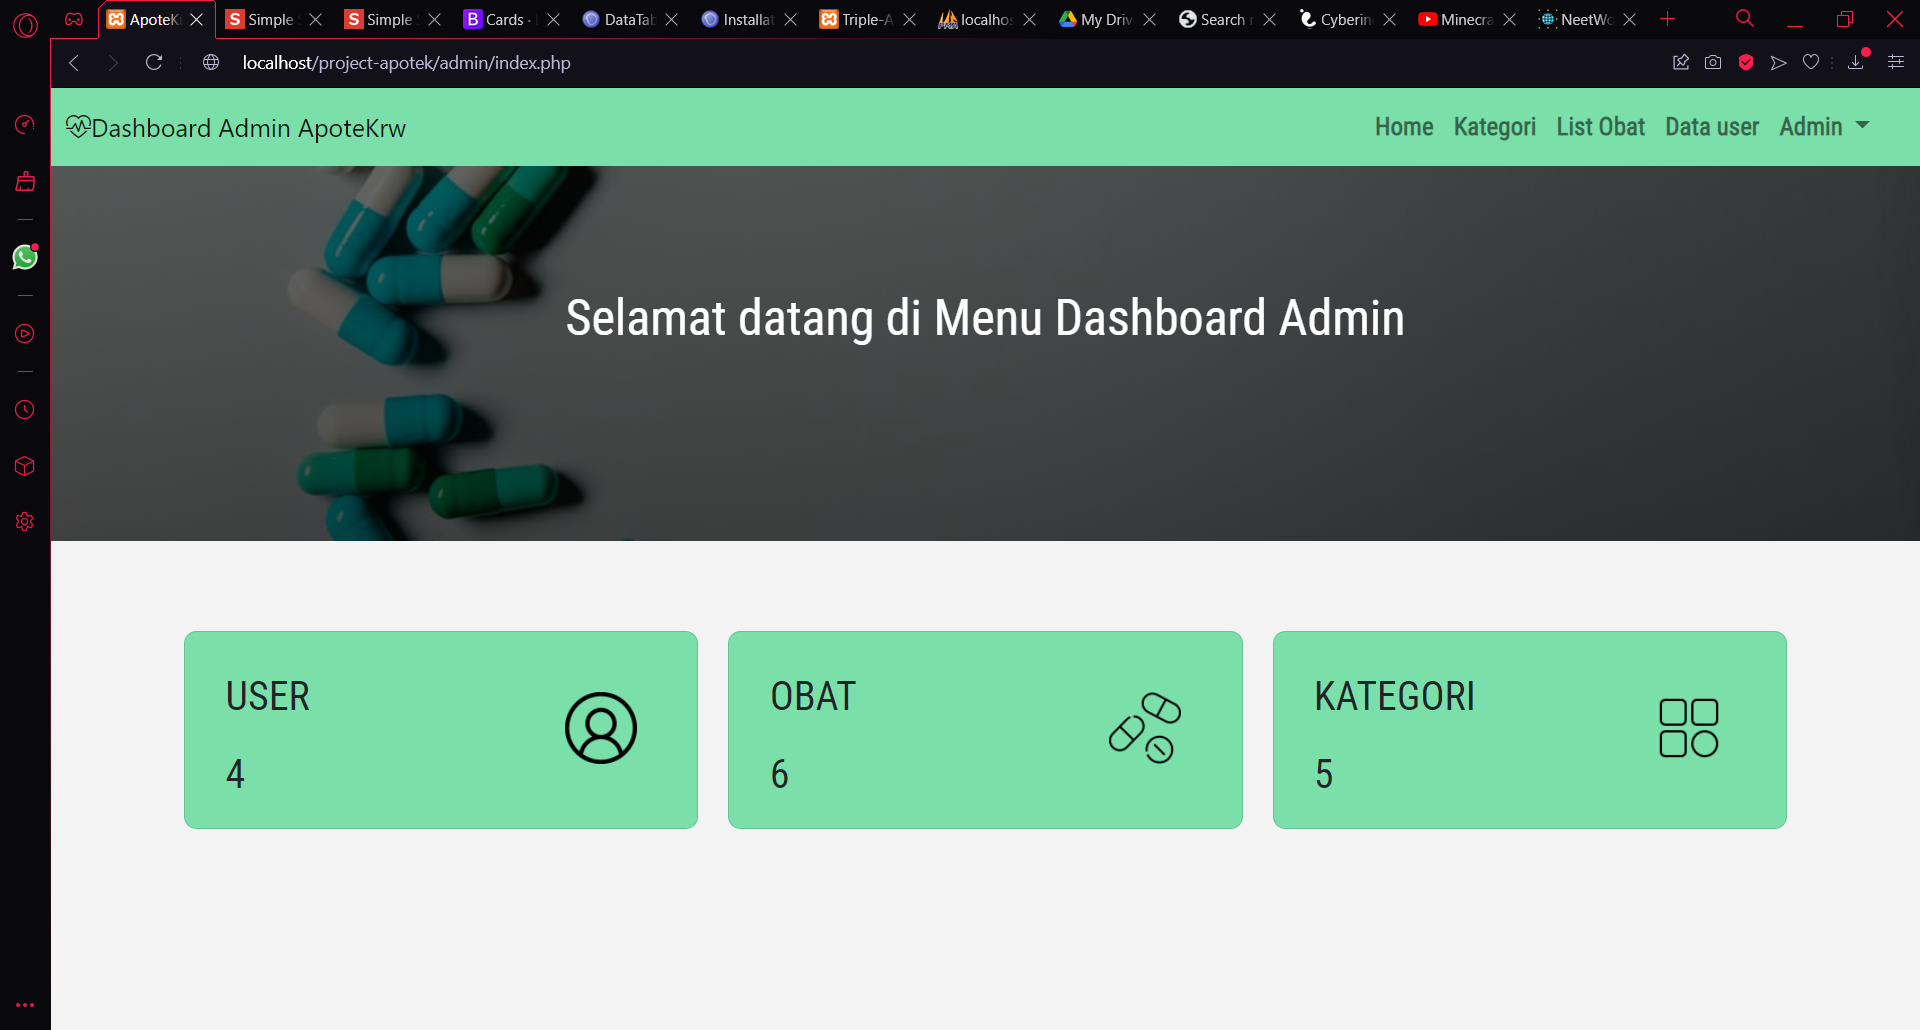 ApoteK
Simple
Simple
Cards ·
DataTab
Installat
Triple-A
localhos
My Driv
Search
Cyberin
Minecra
NeetWo
localhost/project-apotek/admin/index.php
Dashboard Admin ApoteKrw
Home Kategori List Obat Data user Admin
Selamat datang di Menu Dashboard Admin
USER
4
OBAT
6
KATEGORI
5